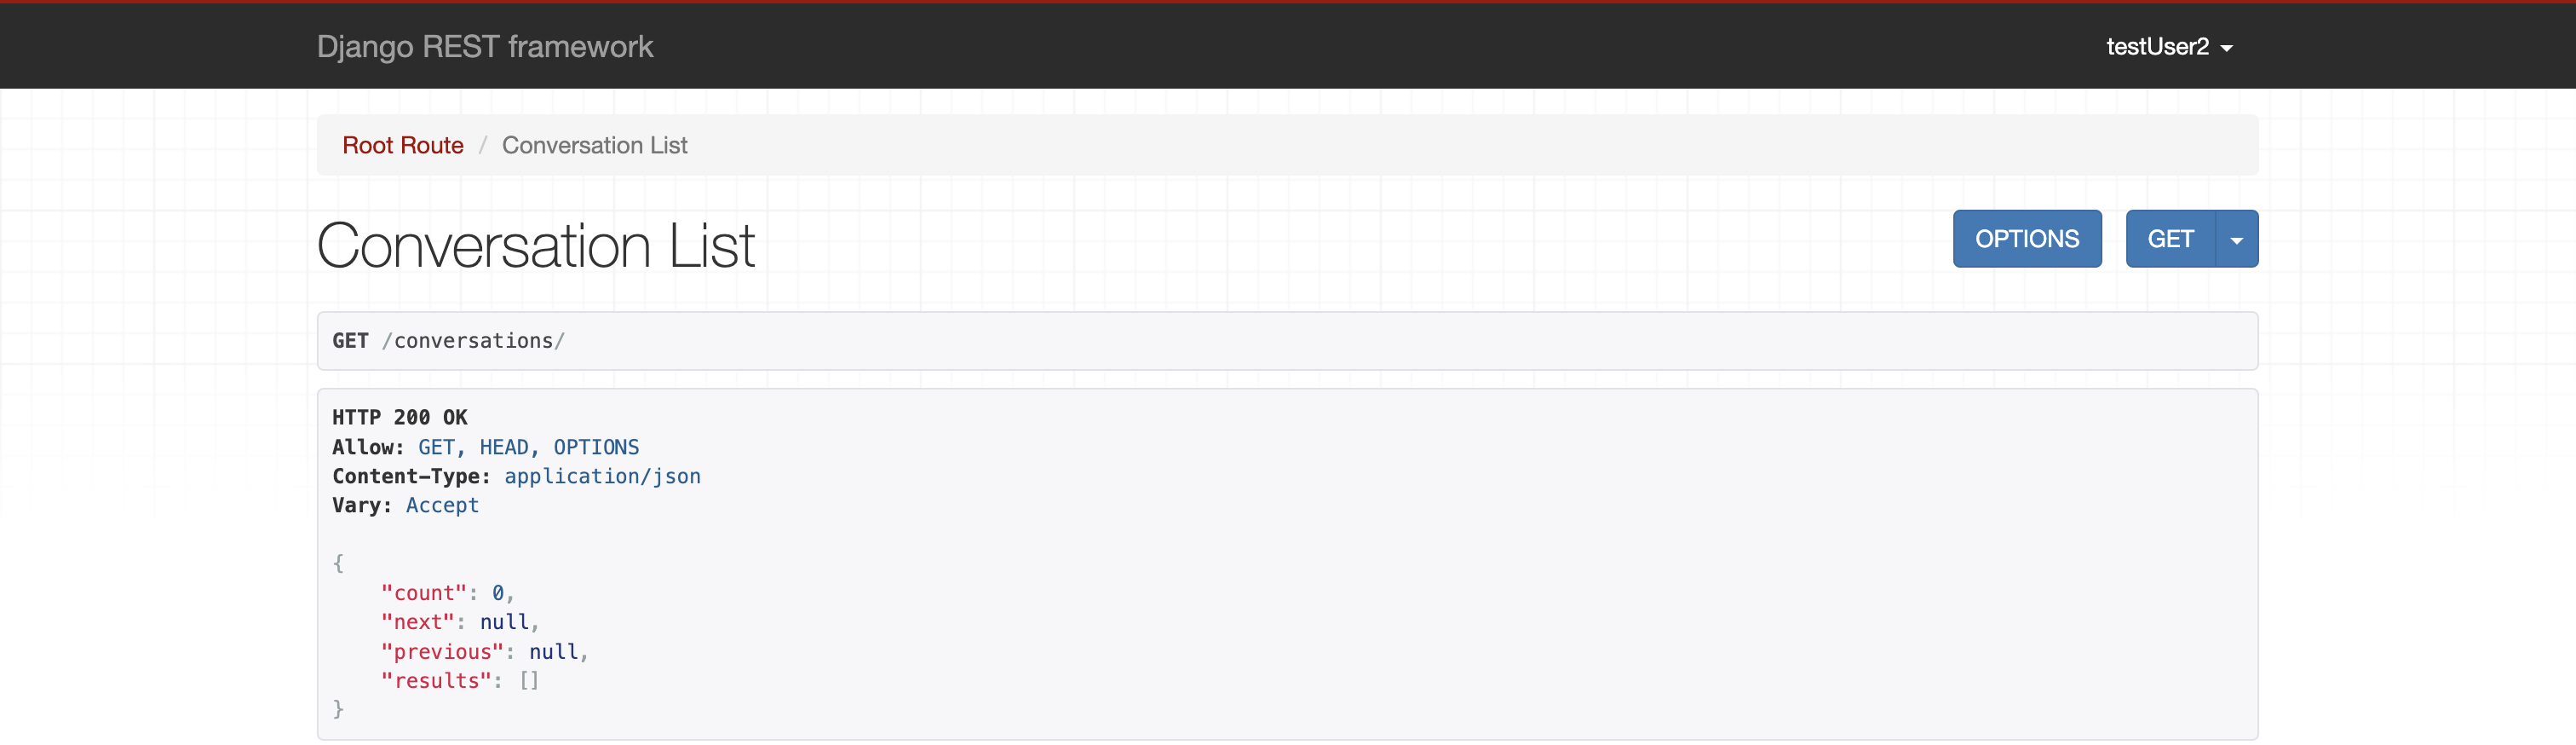 Django REST framework
testUser2
Root Route / Conversation List
Conversation List
OPTIONS
GET
GET /conversations/
HTTP 200 OK
Allow: GET, HEAD, OPTIONS
Content-Type: application/json
Vary: Accept
{
    "count": 0,
    "next": null,
    "previous": null,
    "results": []
}